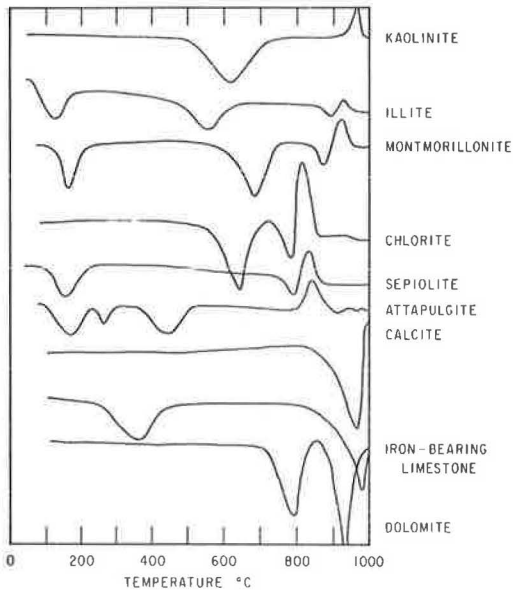 KAOLINITE
ILLITE
MONTMORILLONITE
CHLORITE
SEPIOLITE
ATTAPULGITE
CALCITE
IRON-BEARING
LIMESTONE
DOLOMITE
0 200 400 600 800 1000
TEMPERATURE °C